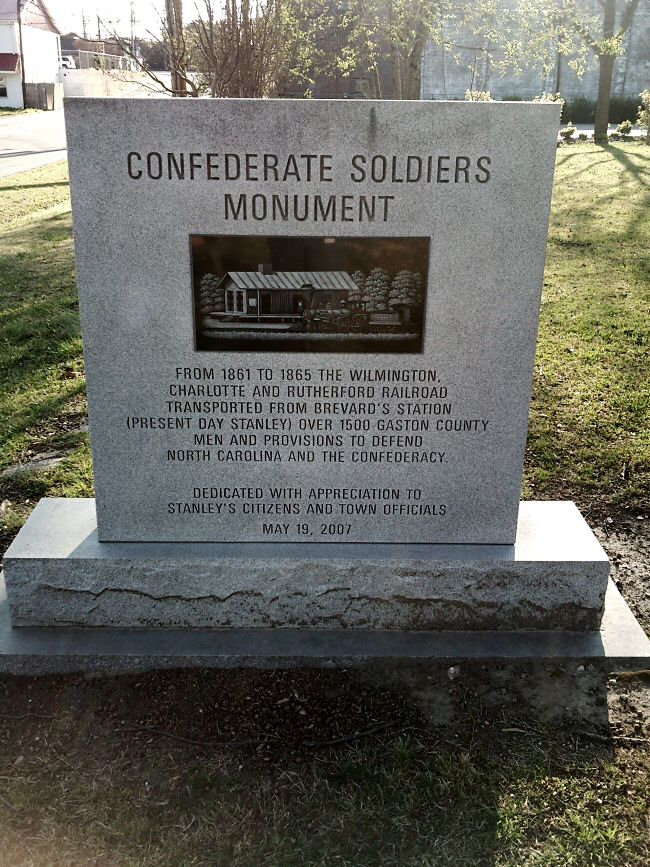 CONFEDERATE SOLDIERS
MONUMENT
FROM 1861 TO 1865 THE WILMINGTON,
CHARLOTTE AND RUTHERFORD RAILROAD
TRANSPORTED FROM BREVARD'S STATION
(PRESENT DAY STANLEY) OVER 1500 GASTON COUNTY
MEN AND PROVISIONS TO DEFEND
NORTH CAROLINA AND THE CONFEDERACY.
DEDICATED WITH APPRECIATION TO
STANLEY'S CITIZENS AND TOWN OFFICIALS
MAY 19, 2007